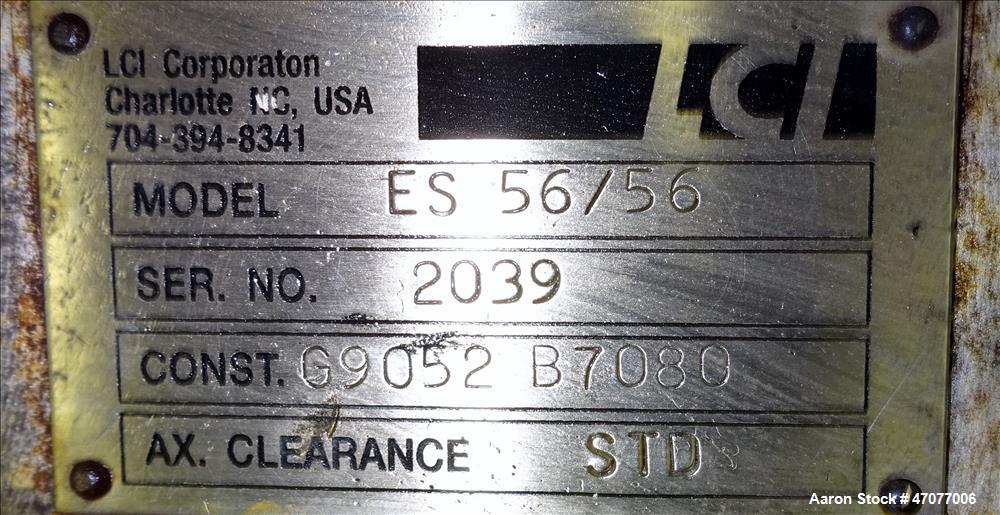 LCI Corporaton
Charlotte NC, USA
704-394-8341
LCI
MODEL ES 56/56
SER. NO. 2039
CONST. G9052 B7080
AX. CLEARANCE STD
Aaron Stock # 47077006